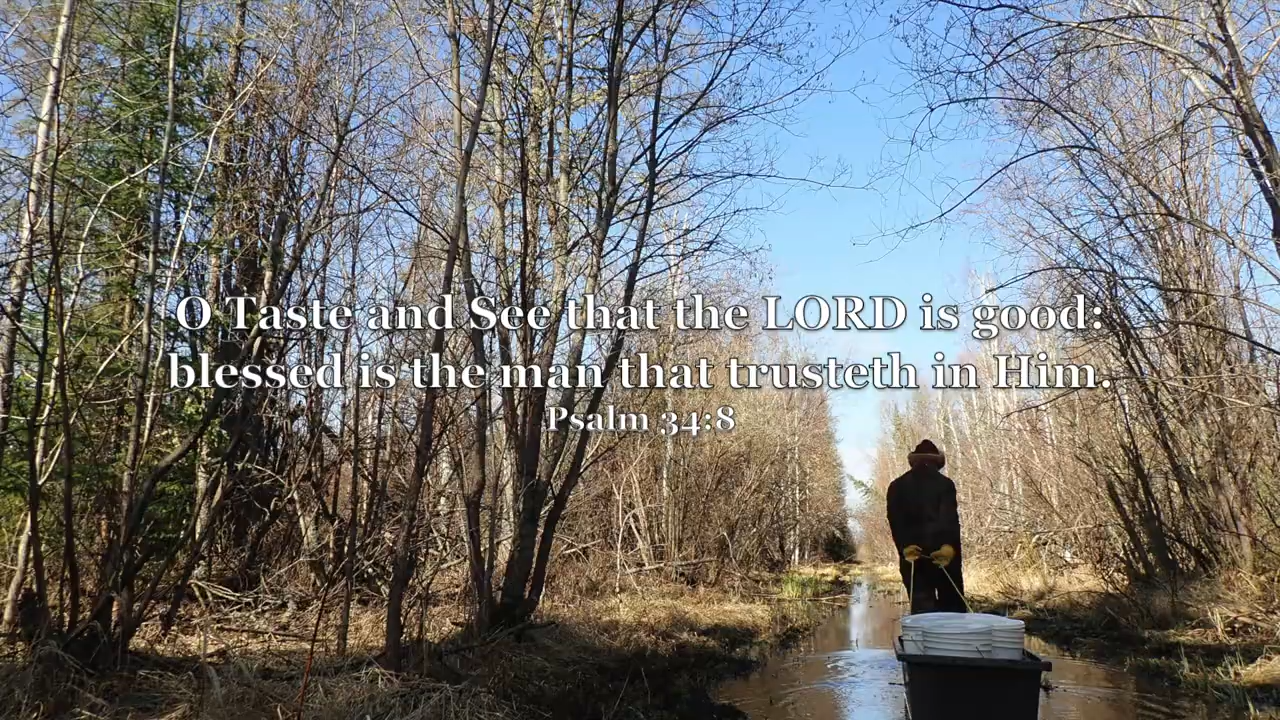 O Taste and See that the LORD is good:
blessed is the man that trusteth in Him.
Psalm 34:8